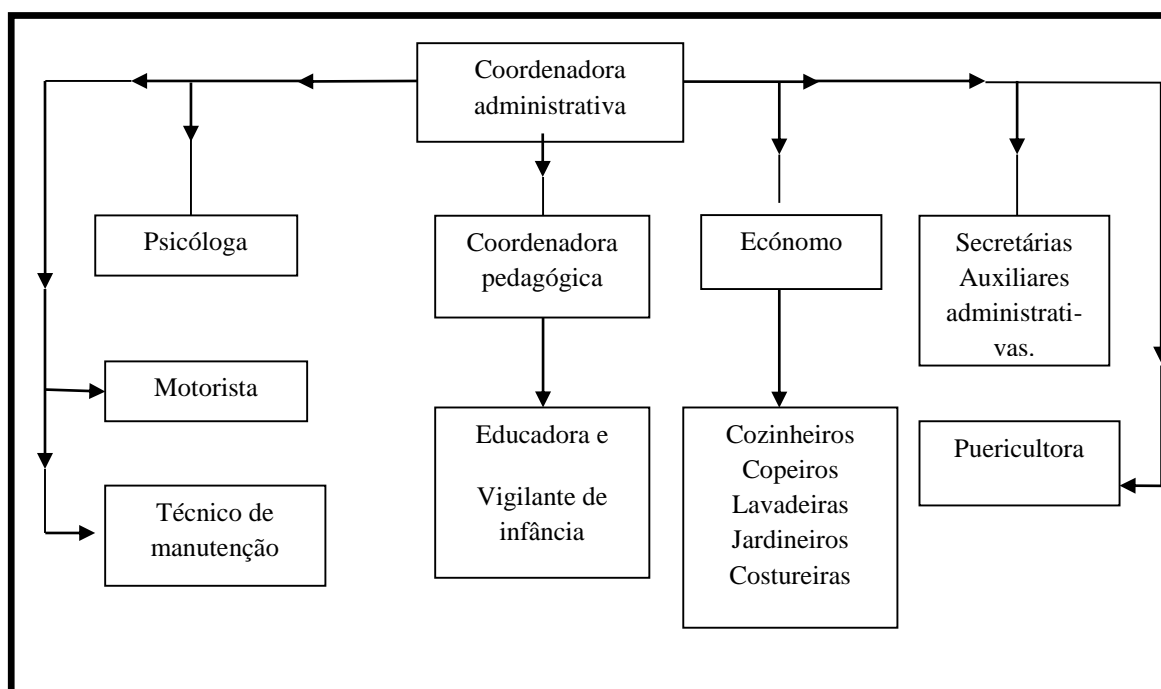 Coordenadora
administrativa
Psicóloga
Coordenadora
pedagógica
Ecónomo
Secretárias
Auxiliares
administrati-
vas.
Motorista
Educadora e
Vigilante de
infância
Cozinheiros
Copeiros
Lavadeiras
Jardineiros
Costureiras
Puericultora
Técnico de
manutenção